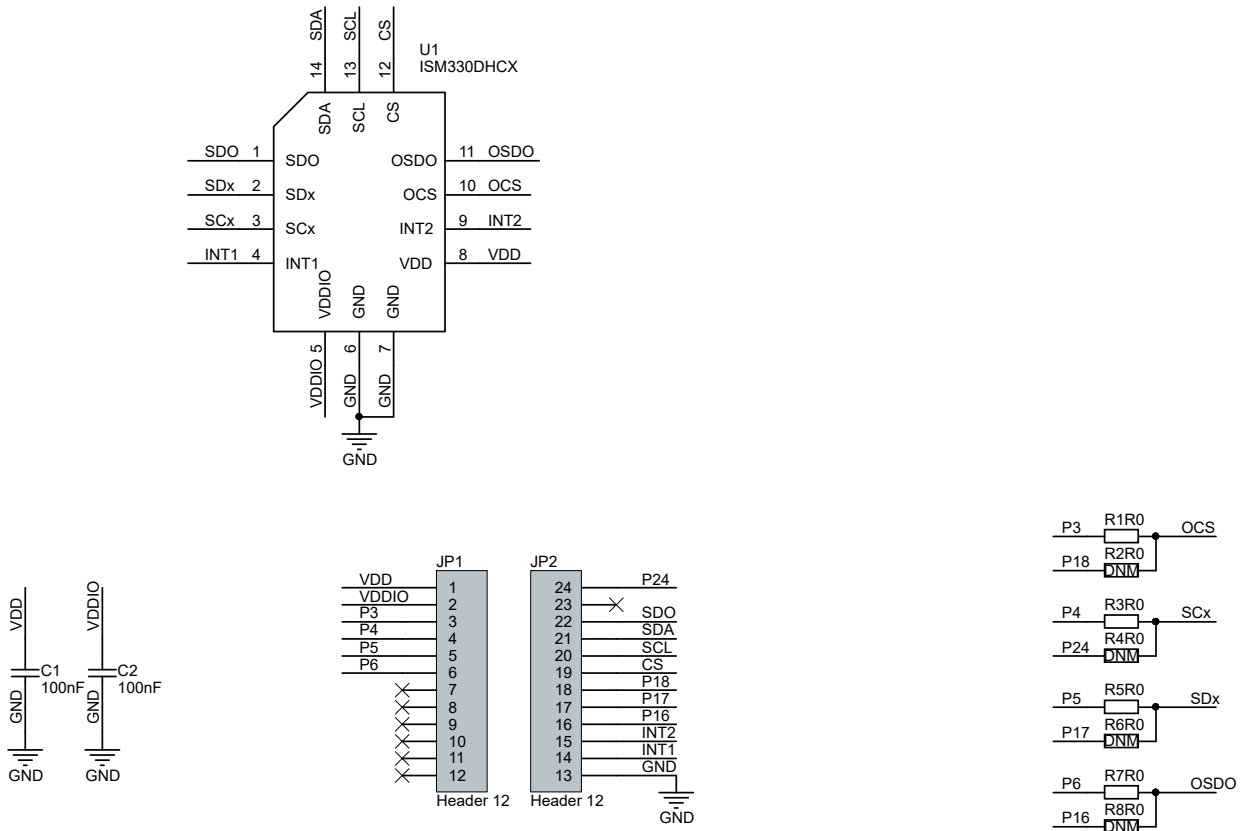 SDA
SCL
CS
14
13
12
U1
ISM330DHCX
SDA
SCL
CS
SDO 1 SDO OSDO 11 OSDO
SDx 2 SDx OCS 10 OCS
SCx 3 SCx INT2 9 INT2
INT1 4 INT1 VDD 8 VDD
VDDIO
GND
GND
5
6
7
VDDIO
GND
GND
GND
VDD
GND
C1
100nF
GND
VDDIO
GND
C2
100nF
GND
JP1
VDD 1
VDDIO 2
P3 3
P4 4
P5 5
P6 6
7
8
9
10
11
12
Header 12
JP2
24 P24
23
22 SDO
21 SDA
20 SCL
19 CS
18 P18
17 P17
16 P16
15 INT2
14 INT1
13 GND
Header 12
GND
P3 R1R0 OCS
P18 R2R0
DNM
P4 R3R0 SCx
P24 R4R0
DNM
P5 R5R0 SDx
P17 R6R0
DNM
P6 R7R0 OSDO
P16 R8R0
DNM